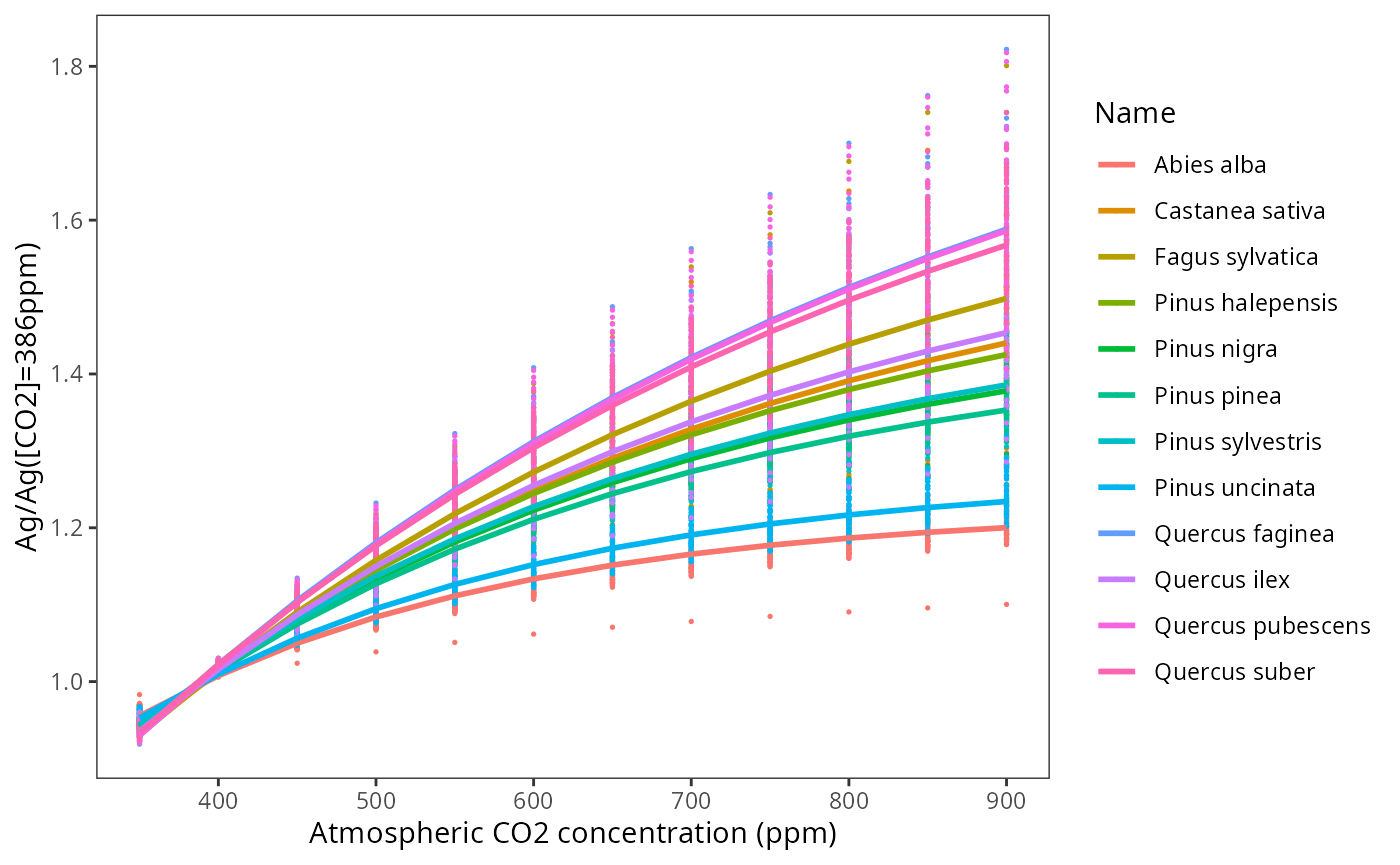 Ag/Ag([CO2]=386ppm)
1.8
1.6
1.4
1.2
1.0
400 500 600 700 800 900
Atmospheric CO2 concentration (ppm)
Name
Abies alba
Castanea sativa
Fagus sylvatica
Pinus halepensis
Pinus nigra
Pinus pinea
Pinus sylvestris
Pinus uncinata
Quercus faginea
Quercus ilex
Quercus pubescens
Quercus suber